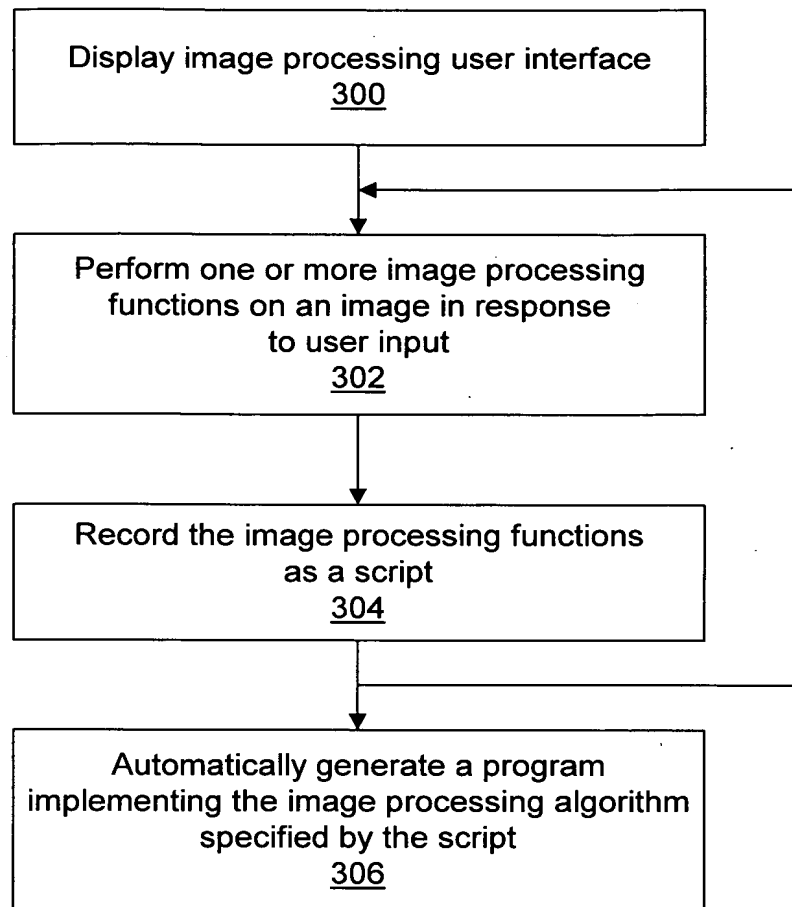 Display image processing user interface
300
Perform one or more image processing
functions on an image in response
to user input
302
Record the image processing functions
as a script
304
Automatically generate a program
implementing the image processing algorithm
specified by the script
306